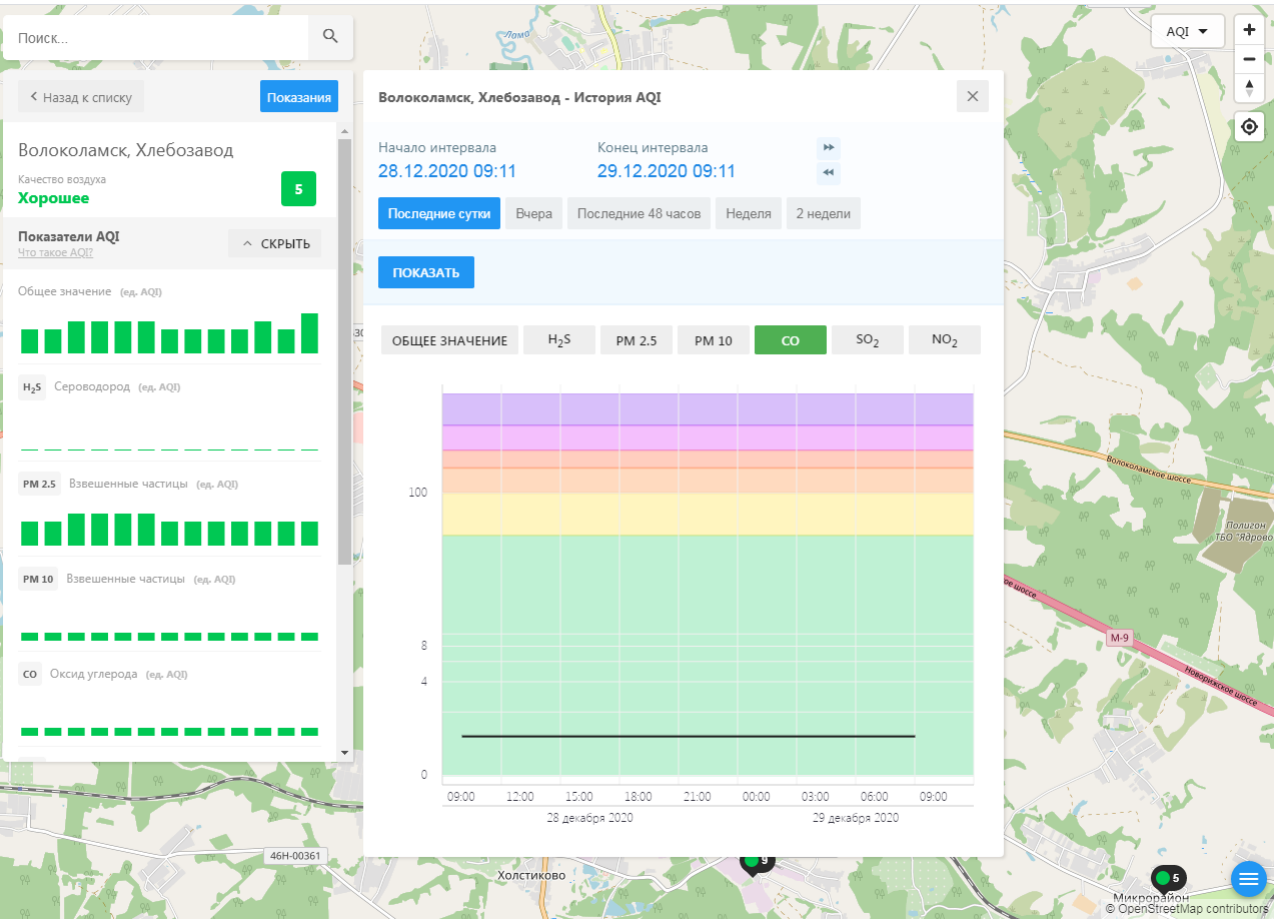 Поиск...
Лама
AQI
Назад к списку
Показания
Волоколамск, Хлебозавод
Качество воздуха
Хорошее
5
Показатели AQI
Что такое AQI?
СКРЫТЬ
Общее значение (ед. AQI)
H₂S Сероводород (ед. AQI)
PM 2.5 Взвешенные частицы (ед. AQI)
PM 10 Взвешенные частицы (ед. AQI)
CO Оксид углерода (ед. AQI)
Волоколамск, Хлебозавод - История AQI
Начало интервала
28.12.2020 09:11
Конец интервала
29.12.2020 09:11
Последние сутки
Вчера
Последние 48 часов
Неделя
2 недели
ПОКАЗАТЬ
ОБЩЕЕ ЗНАЧЕНИЕ
H₂S
PM 2.5
PM 10
CO
SO₂
NO₂
100
8
4
0
09:00 12:00 15:00 18:00 21:00 00:00 03:00 06:00 09:00
28 декабря 2020 29 декабря 2020
Волоколамское шоссе
Полигон
ТБО "Ядрово"
M-9
Новорижское шоссе
46Н-00361
Холстиково
9
5
Микрорайон
© OpenStreetMap contributors